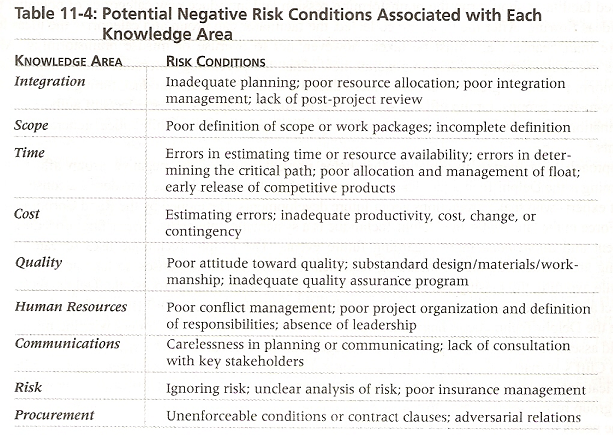 Table 11-4: Potential Negative Risk Conditions Associated with Each
Knowledge Area
KNOWLEDGE AREA RISK CONDITIONS
Integration Inadequate planning; poor resource allocation; poor integration
management; lack of post-project review
Scope Poor definition of scope or work packages; incomplete definition
Time Errors in estimating time or resource availability; errors in deter-
mining the critical path; poor allocation and management of float;
early release of competitive products
Cost Estimating errors; inadequate productivity, cost, change, or
contingency
Quality Poor attitude toward quality; substandard design/materials/work-
manship; inadequate quality assurance program
Human Resources Poor conflict management; poor project organization and definition
of responsibilities; absence of leadership
Communications Carelessness in planning or communicating; lack of consultation
with key stakeholders
Risk Ignoring risk; unclear analysis of risk; poor insurance management
Procurement Unenforceable conditions or contract clauses; adversarial relations